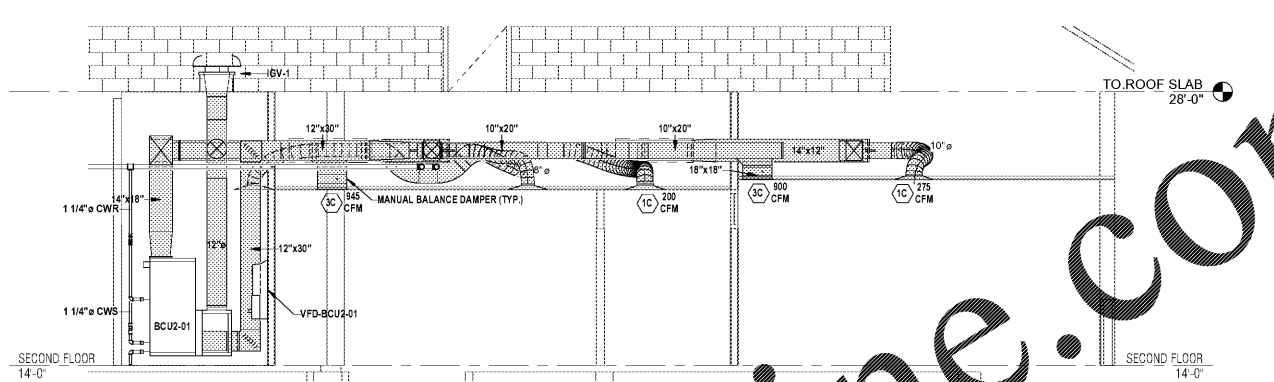 IGV-1
TO.ROOF SLAB
28'-0"
12"x30"
10"x20"
10"x20"
14"x12"
10" ø
8" ø
18"x18"
3C
945
CFM
MANUAL BALANCE DAMPER (TYP.)
1C
200
CFM
3C
900
CFM
1C
275
CFM
14"x18"
1 1/4"ø CWR
12"ø
12"x30"
1 1/4"ø CWS
BCU2-01
VFD-BCU2-01
SECOND FLOOR
14'-0"
SECOND FLOOR
14'-0"
ine.cor